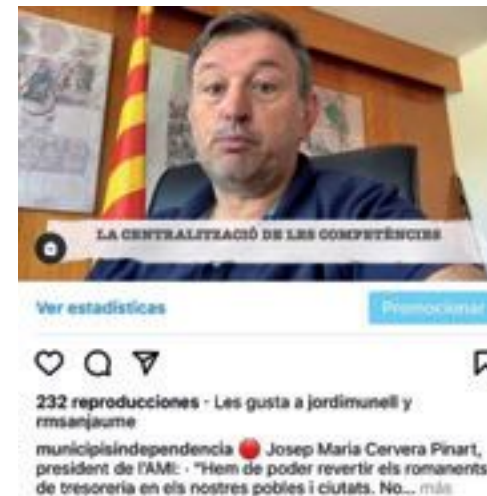 LA CENTRALITZACIÓ DE LES COMPETÈNCIES
Ver estadísticas
Promocionar
232 reproducciones · Les gusta a jordimunell y
rmsanjaume
municipisindependencia 🔴 Josep Maria Cervera Pinart,
president de l'AMI: - "Hem de poder revertir els romanents
de tresoreria en els nostres pobles i ciutats. No... más